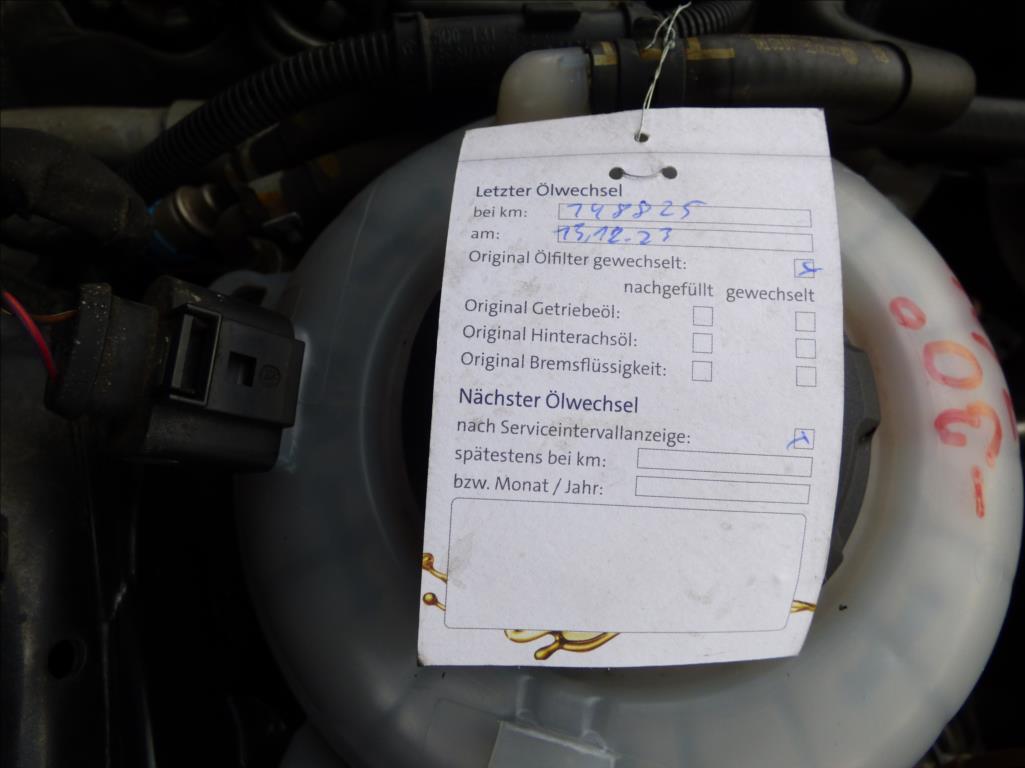 Letzter Ölwechsel
bei km: 148825
am: 13.12.23
Original Ölfilter gewechselt:
nachgefüllt gewechselt
Original Getriebeöl:
Original Hinterachsöl:
Original Bremsflüssigkeit:
Nächster Ölwechsel
nach Serviceintervallanzeige:
spätestens bei km:
bzw. Monat / Jahr: